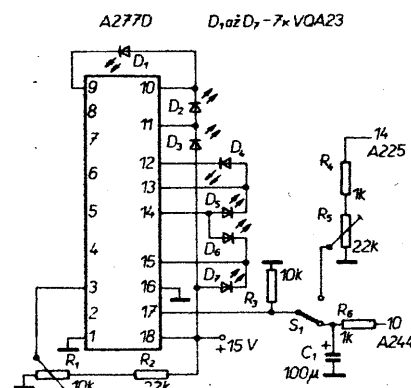 A277D D₁ až D₇ - 7x VQA23
D₁
9 10
8 D₂
7 11
D₃
6 12 D₄
13
5 14 D₅
D₆
4 15
D₇
3 16
2 17
1 18
+15 V
R₁ 10k
R₂ 22k
R₃ 10k
14
A225
R₄ 1k
R₅ 22k
S₁
R₆ 1k
10
A244
C₁ 100µ
+